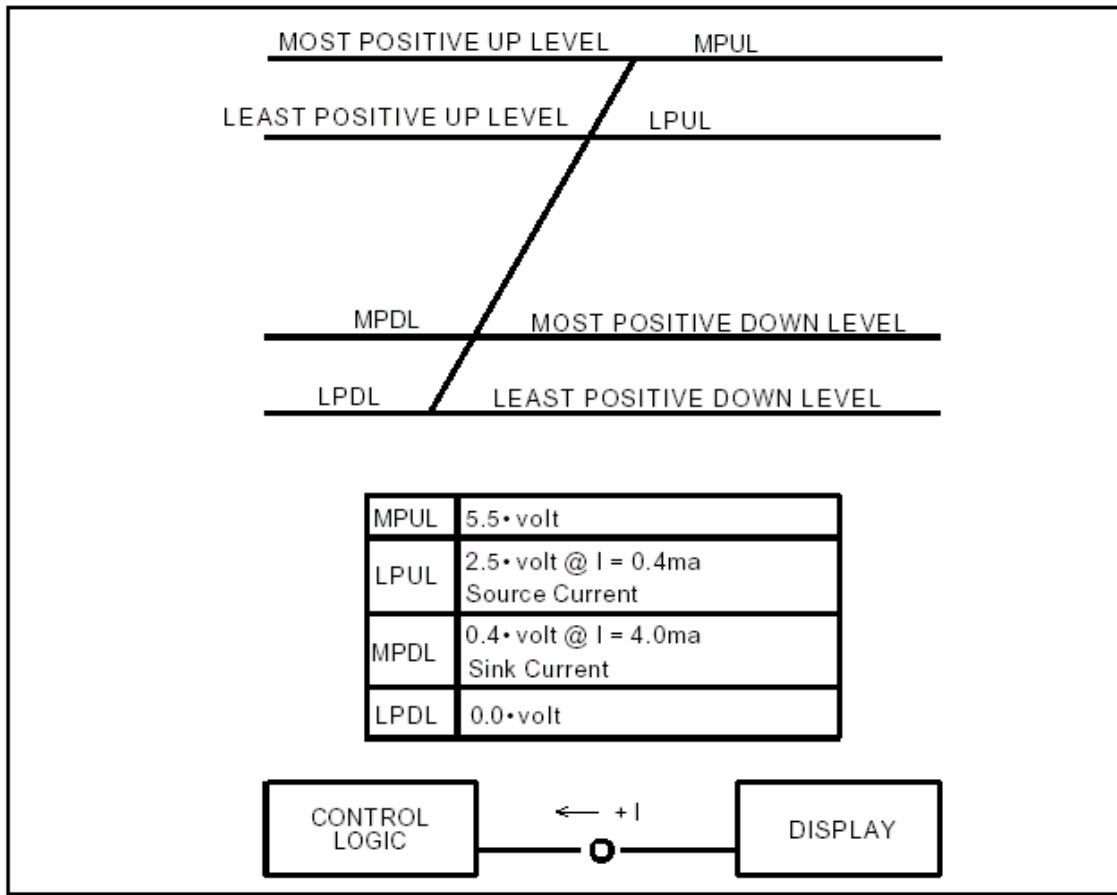 MOST POSITIVE UP LEVEL MPUL
LEAST POSITIVE UP LEVEL LPUL
MPDL MOST POSITIVE DOWN LEVEL
LPDL LEAST POSITIVE DOWN LEVEL
MPUL 5.5• volt
LPUL 2.5• volt @ I = 0.4ma
Source Current
MPDL 0.4• volt @ I = 4.0ma
Sink Current
LPDL 0.0• volt
CONTROL
LOGIC
← + I
DISPLAY